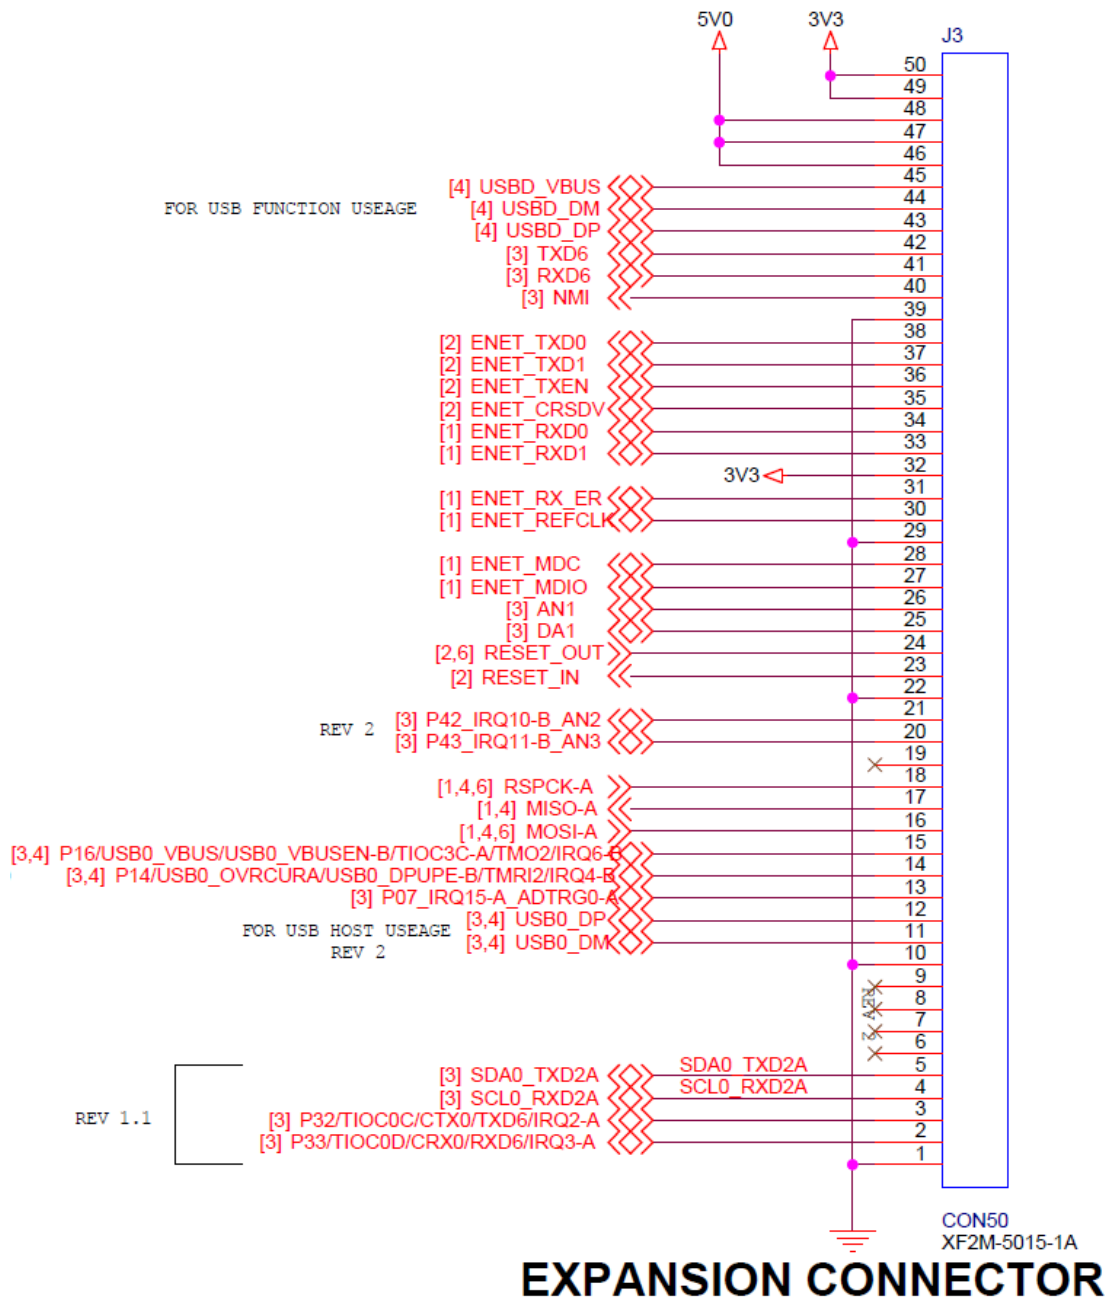 5V0 3V3
J3
50
49
48
47
46
[4] USBD_VBUS 45
FOR USB FUNCTION USEAGE [4] USBD_DM 44
[4] USBD_DP 43
[3] TXD6 42
[3] RXD6 41
[3] NMI 40
39
[2] ENET_TXD0 38
[2] ENET_TXD1 37
[2] ENET_TXEN 36
[2] ENET_CRSDV 35
[1] ENET_RXD0 34
[1] ENET_RXD1 33
3V3 32
[1] ENET_RX_ER 31
[1] ENET_REFCLK 30
29
[1] ENET_MDC 28
[1] ENET_MDIO 27
[3] AN1 26
[3] DA1 25
[2,6] RESET_OUT 24
[2] RESET_IN 23
22
[3] P42_IRQ10-B_AN2 21
REV 2
[3] P43_IRQ11-B_AN3 20
19
[1,4,6] RSPCK-A 18
[1,4] MISO-A 17
[1,4,6] MOSI-A 16
[3,4] P16/USB0_VBUS/USB0_VBUSEN-B/TIOC3C-A/TMO2/IRQ6-B 15
[3,4] P14/USB0_OVRCURA/USB0_DPUPE-B/TMRI2/IRQ4-B 14
[3] P07_IRQ15-A_ADTRG0-A 13
[3,4] USB0_DP 12
FOR USB HOST USEAGE
[3,4] USB0_DM 11
REV 2
10
9
8
REV 2
7
6
[3] SDA0_TXD2A SDA0_TXD2A 5
[3] SCL0_RXD2A SCL0_RXD2A 4
REV 1.1
[3] P32/TIOC0C/CTX0/TXD6/IRQ2-A 3
[3] P33/TIOC0D/CRX0/RXD6/IRQ3-A 2
1
CON50
XF2M-5015-1A
EXPANSION CONNECTOR